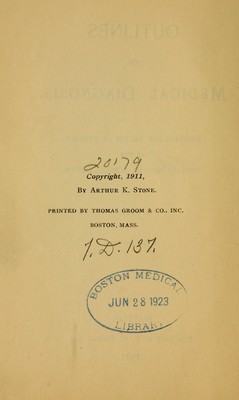 20179
Copyright, 1911,
By Arthur K. Stone.
PRINTED BY THOMAS GROOM & CO., INC.
BOSTON, MASS.
1.D.137.
BOSTON MEDICAL
JUN 28 1923
LIBRARY